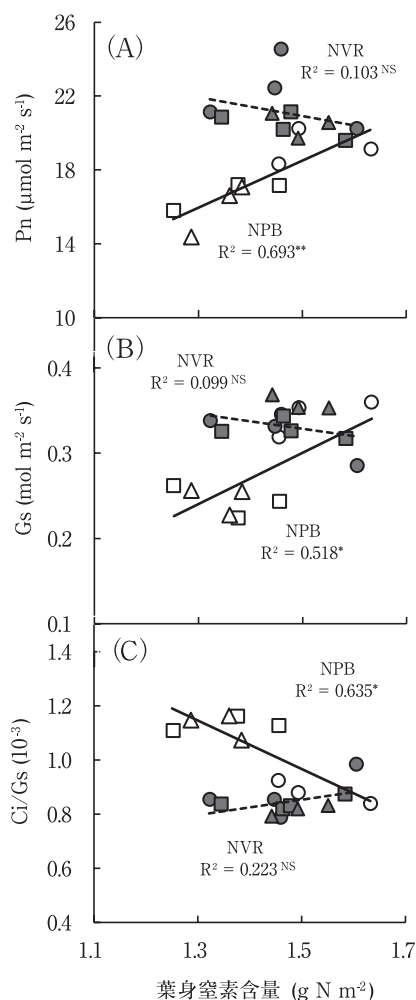 26
(A)
NVR
R² = 0.103 NS
22
Pn (μmol m⁻² s⁻¹)
18
NPB
R² = 0.693**
14
10
(B)
NVR
R² = 0.099 NS
0.4
Gs (mol m⁻² s⁻¹)
0.3
NPB
R² = 0.518*
0.2
0.1
(C)
1.4
NPB
R² = 0.635*
1.2
Ci/Gs (10⁻³)
1.0
0.8
NVR
R² = 0.223 NS
0.6
0.4
1.1 1.3 1.5 1.7
葉身窒素含量 (g N m⁻²)